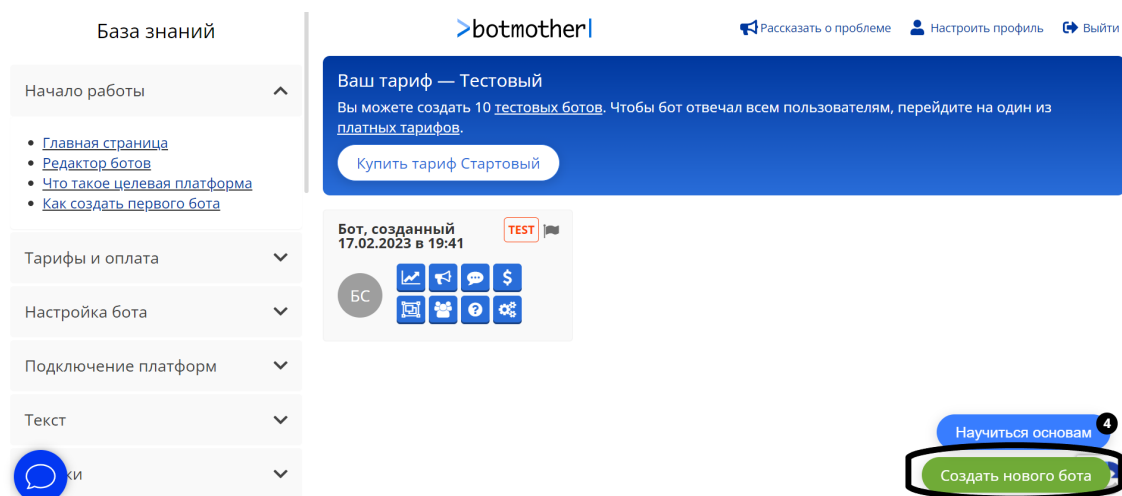 База знаний
Начало работы
Главная страница
Редактор ботов
Что такое целевая платформа
Как создать первого бота
Тарифы и оплата
Настройка бота
Подключение платформ
Текст
ки
>botmother
Рассказать о проблеме
Настроить профиль
Выйти
Ваш тариф — Тестовый
Вы можете создать 10 тестовых ботов. Чтобы бот отвечал всем пользователям, перейдите на один из
платных тарифов.
Купить тариф Стартовый
Бот, созданный
17.02.2023 в 19:41
TEST
БС
Научиться основам
4
Создать нового бота